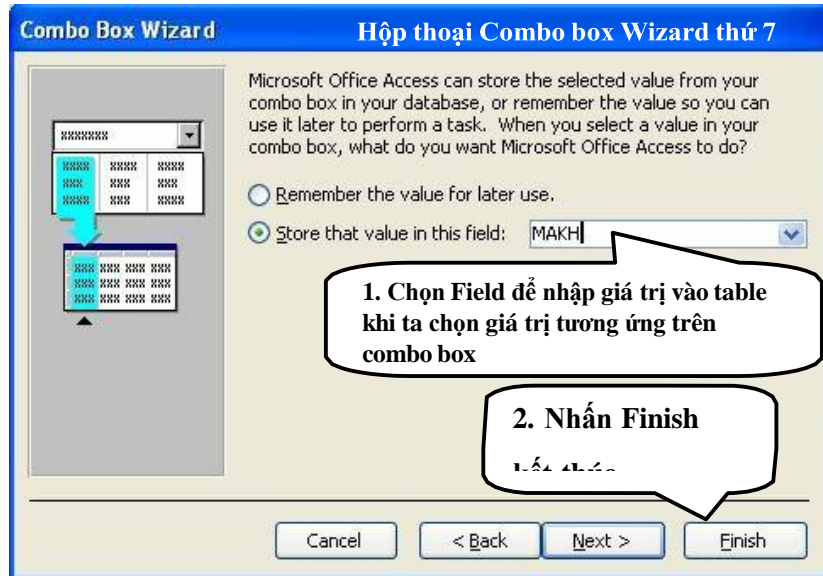 Combo Box Wizard Hộp thoại Combo box Wizard thứ 7
Microsoft Office Access can store the selected value from your
combo box in your database, or remember the value so you can
use it later to perform a task. When you select a value in your
combo box, what do you want Microsoft Office Access to do?
Remember the value for later use.
Store that value in this field: MAKH
1. Chọn Field để nhập giá trị vào table
khi ta chọn giá trị tương ứng trên
combo box
2. Nhấn Finish
Cancel < Back Next > Finish